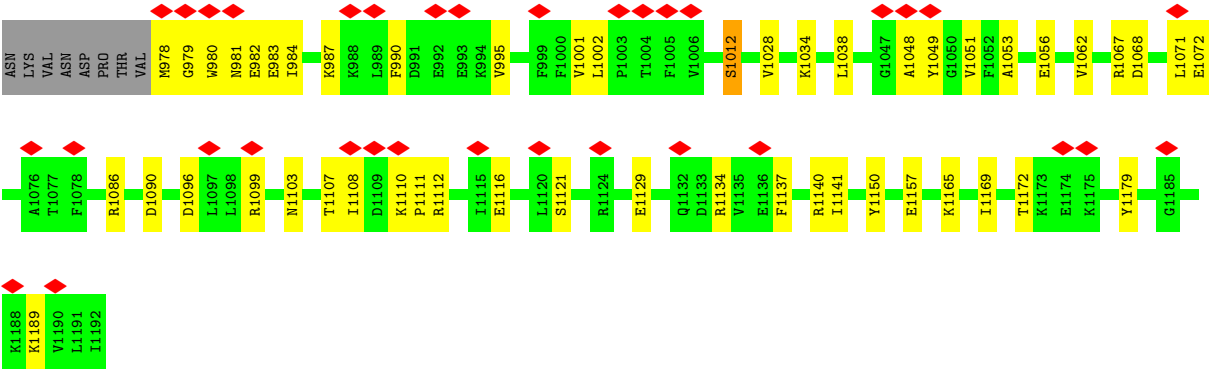 ASN LYS VAL ASN ASP PRO THR VAL M978 G979 W980 N981 E982 E983 I984 K987 K988 L989 F990 D991 E992 E993 K994 V995 F999 F1000 V1001 L1002 P1003 T1004 F1005 V1006 S1012 V1028 K1034 L1038 G1047 A1048 Y1049 G1050 V1051 F1052 A1053 E1056 V1062 R1067 D1068 L1071 E1072
A1076 T1077 F1078 R1086 D1090 D1096 L1097 L1098 R1099 N1103 T1107 I1108 D1109 K1110 P1111 R1112 I1115 E1116 L1120 S1121 R1124 E1129 Q1132 D1133 R1134 V1135 E1136 F1137 R1140 I1141 Y1150 E1157 K1165 I1169 T1172 K1173 E1174 K1175 Y1179 G1185
K1188 K1189 V1190 L1191 I1192